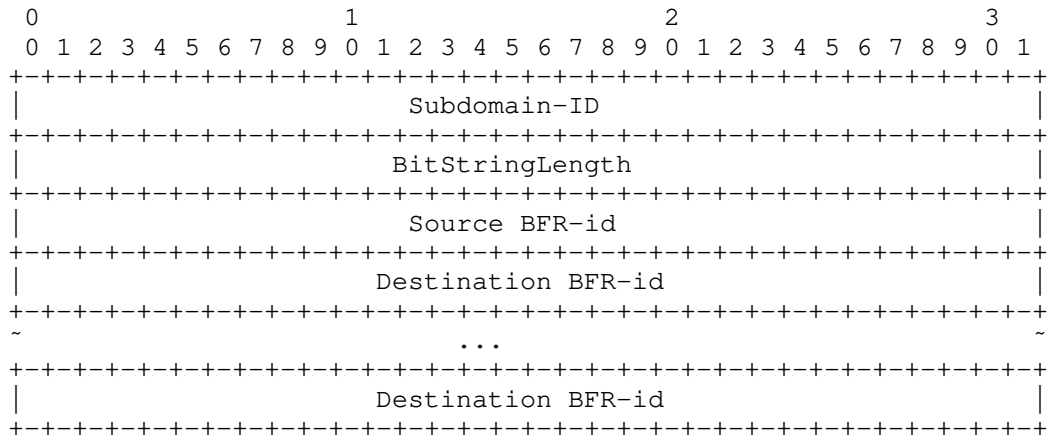 0                   1                   2                   3
0 1 2 3 4 5 6 7 8 9 0 1 2 3 4 5 6 7 8 9 0 1 2 3 4 5 6 7 8 9 0 1
+-+-+-+-+-+-+-+-+-+-+-+-+-+-+-+-+-+-+-+-+-+-+-+-+-+-+-+-+-+-+-+-+
|                        Subdomain-ID                           |
+-+-+-+-+-+-+-+-+-+-+-+-+-+-+-+-+-+-+-+-+-+-+-+-+-+-+-+-+-+-+-+-+
|                       BitStringLength                         |
+-+-+-+-+-+-+-+-+-+-+-+-+-+-+-+-+-+-+-+-+-+-+-+-+-+-+-+-+-+-+-+-+
|                        Source BFR-id                          |
+-+-+-+-+-+-+-+-+-+-+-+-+-+-+-+-+-+-+-+-+-+-+-+-+-+-+-+-+-+-+-+-+
|                      Destination BFR-id                       |
+-+-+-+-+-+-+-+-+-+-+-+-+-+-+-+-+-+-+-+-+-+-+-+-+-+-+-+-+-+-+-+-+
~                           ...                                 ~
+-+-+-+-+-+-+-+-+-+-+-+-+-+-+-+-+-+-+-+-+-+-+-+-+-+-+-+-+-+-+-+-+
|                      Destination BFR-id                       |
+-+-+-+-+-+-+-+-+-+-+-+-+-+-+-+-+-+-+-+-+-+-+-+-+-+-+-+-+-+-+-+-+